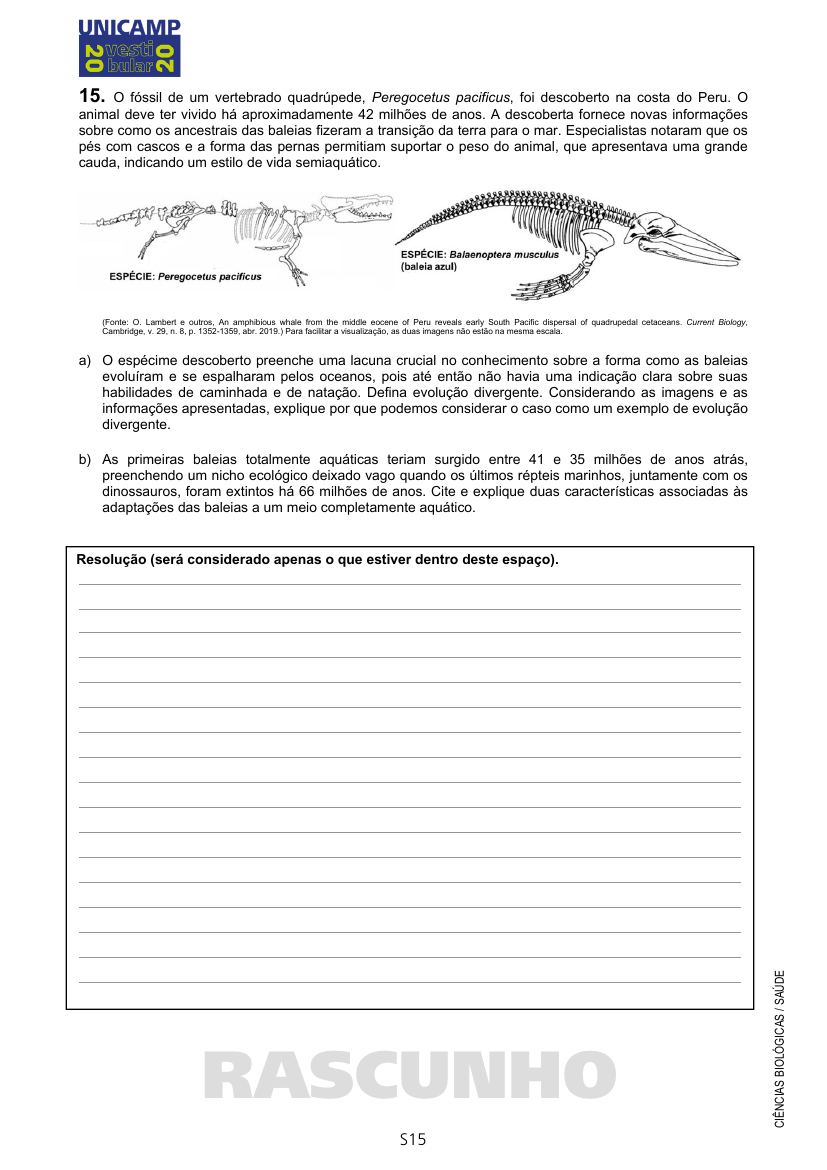 UNICAMP
20 vesti 20
bular
15. O fóssil de um vertebrado quadrúpede, Peregocetus pacificus, foi descoberto na costa do Peru. O
animal deve ter vivido há aproximadamente 42 milhões de anos. A descoberta fornece novas informações
sobre como os ancestrais das baleias fizeram a transição da terra para o mar. Especialistas notaram que os
pés com cascos e a forma das pernas permitiam suportar o peso do animal, que apresentava uma grande
cauda, indicando um estilo de vida semiaquático.
ESPÉCIE: Peregocetus pacificus
ESPÉCIE: Balaenoptera musculus
(baleia azul)
(Fonte: O. Lambert e outros, An amphibious whale from the middle eocene of Peru reveals early South Pacific dispersal of quadrupedal cetaceans. Current Biology,
Cambridge, v. 29, n. 8, p. 1352-1359, abr. 2019.) Para facilitar a visualização, as duas imagens não estão na mesma escala.
a) O espécime descoberto preenche uma lacuna crucial no conhecimento sobre a forma como as baleias
evoluíram e se espalharam pelos oceanos, pois até então não havia uma indicação clara sobre suas
habilidades de caminhada e de natação. Defina evolução divergente. Considerando as imagens e as
informações apresentadas, explique por que podemos considerar o caso como um exemplo de evolução
divergente.
b) As primeiras baleias totalmente aquáticas teriam surgido entre 41 e 35 milhões de anos atrás,
preenchendo um nicho ecológico deixado vago quando os últimos répteis marinhos, juntamente com os
dinossauros, foram extintos há 66 milhões de anos. Cite e explique duas características associadas às
adaptações das baleias a um meio completamente aquático.
Resolução (será considerado apenas o que estiver dentro deste espaço).
CIÊNCIAS BIOLÓGICAS / SAÚDE
RASCUNHO
S15